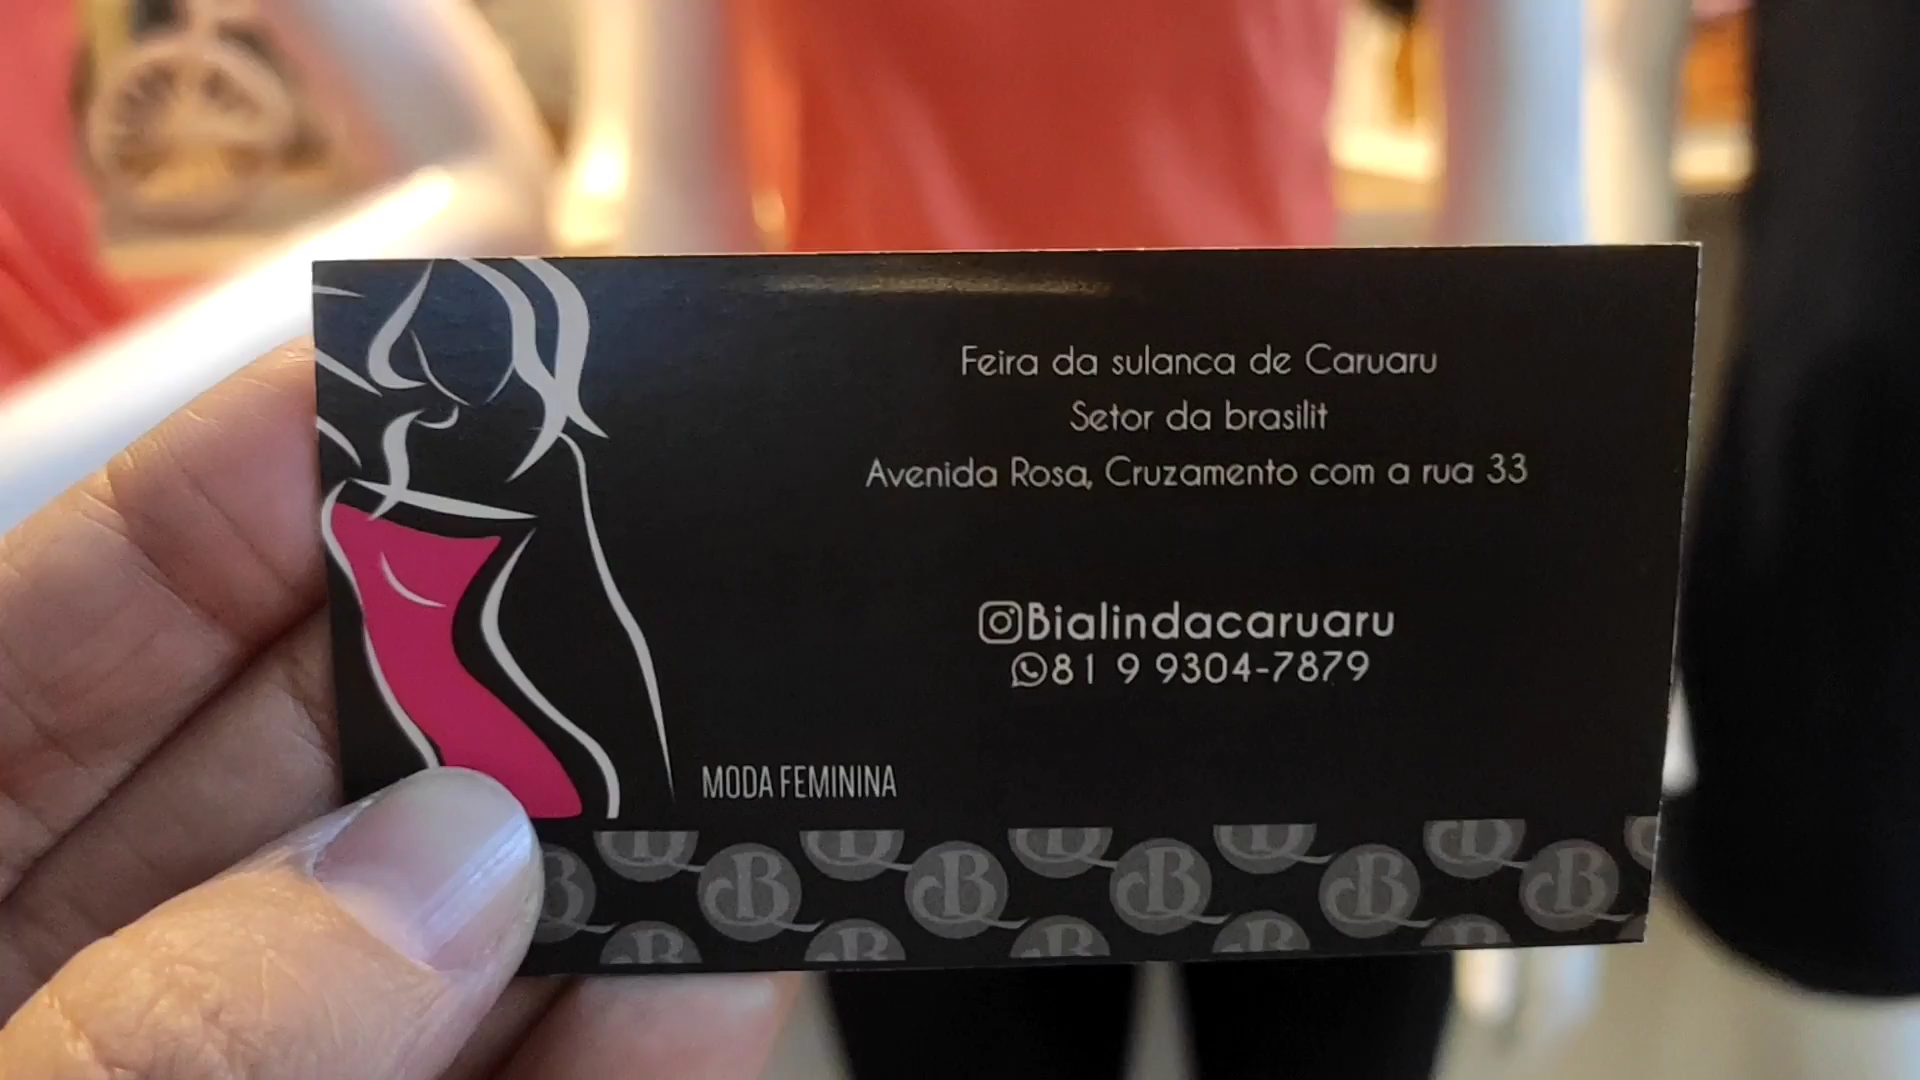 Feira da sulanca de Caruaru
Setor da brasilit
Avenida Rosa, Cruzamento com a rua 33
Bialindacaruaru
81 9 9304-7879
MODA FEMININA
B B B B B
B B B B B
B B B B B